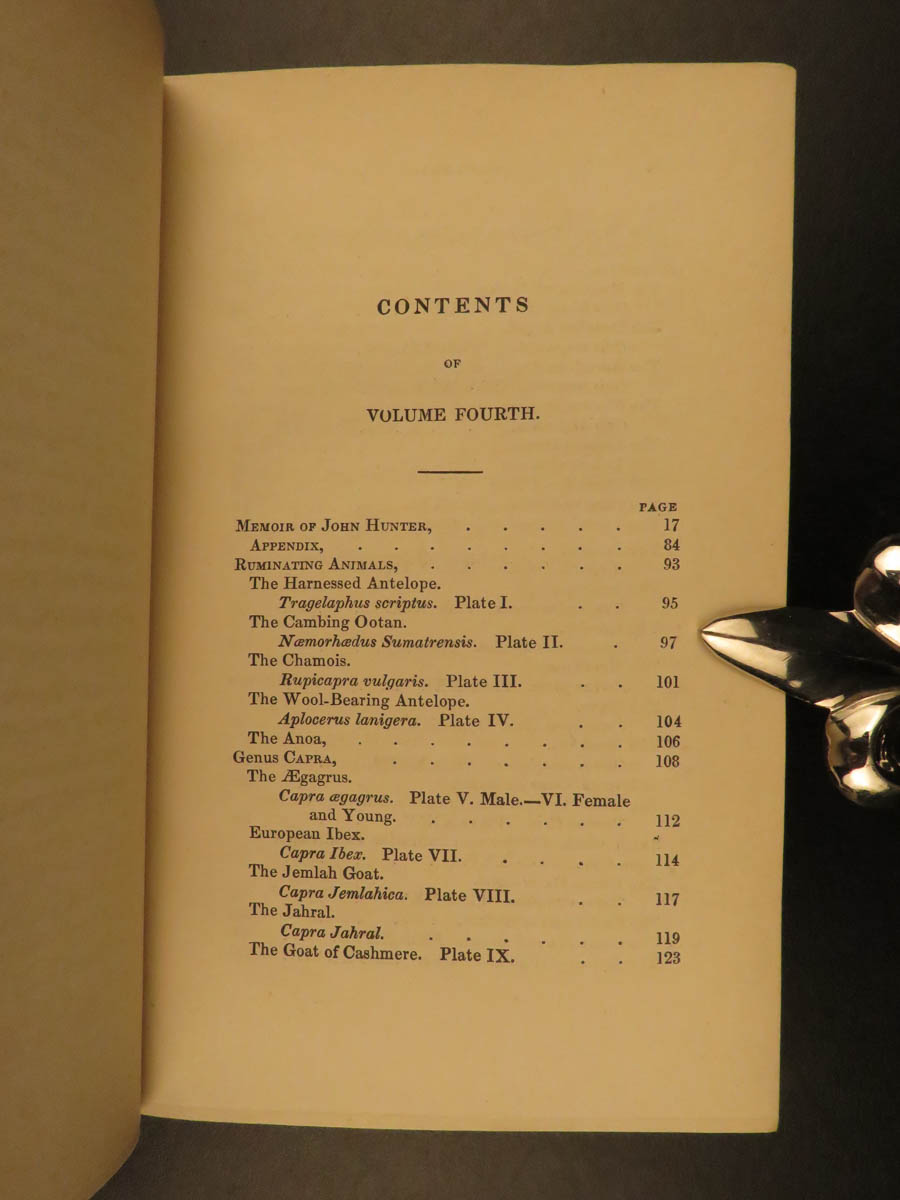 CONTENTS
OF
VOLUME FOURTH.
PAGE
MEMOIR OF JOHN HUNTER, . . . . . 17
APPENDIX, . . . . . . . . 84
RUMINATING ANIMALS, . . . . . . 93
The Harnessed Antelope.
Tragelaphus scriptus. Plate I. . . 95
The Cambing Ootan.
Næmorhædus Sumatrensis. Plate II. . 97
The Chamois.
Rupicapra vulgaris. Plate III. . . 101
The Wool-Bearing Antelope.
Aplocerus lanigera. Plate IV. . . 104
The Anoa, . . . . . . . . 106
Genus CAPRA, . . . . . . . 108
The Ægagrus.
Capra ægagrus. Plate V. Male.—VI. Female
and Young. . . . . . . 112
European Ibex.
Capra Ibex. Plate VII. . . . . 114
The Jemlah Goat.
Capra Jemlahica. Plate VIII. . . 117
The Jahral.
Capra Jahral. . . . . . . 119
The Goat of Cashmere. Plate IX. . . 123